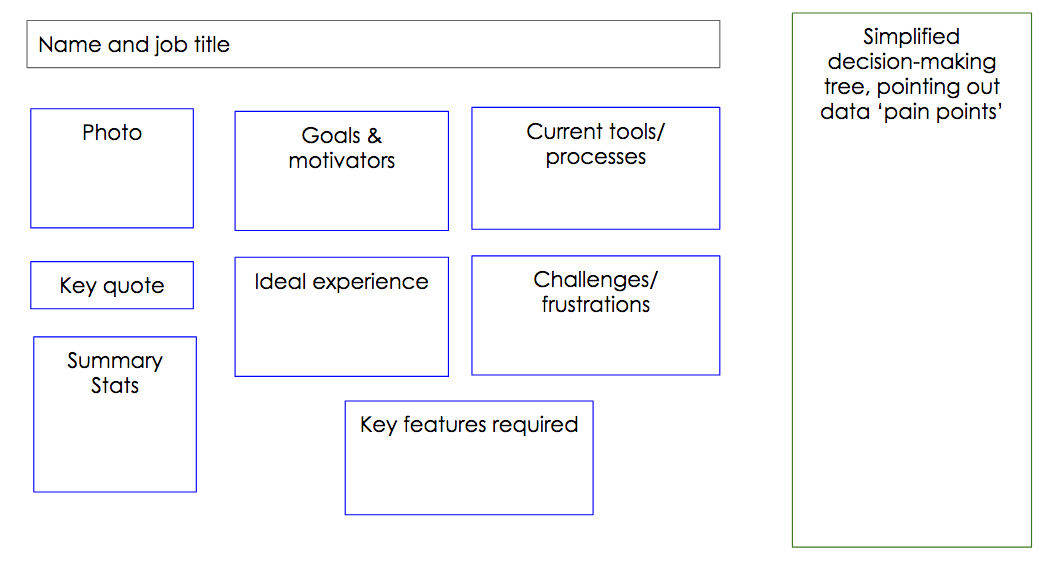 Name and job title
Simplified
decision-making
tree, pointing out
data ‘pain points’
Photo
Goals &
motivators
Current tools/
processes
Key quote
Ideal experience
Challenges/
frustrations
Summary
Stats
Key features required